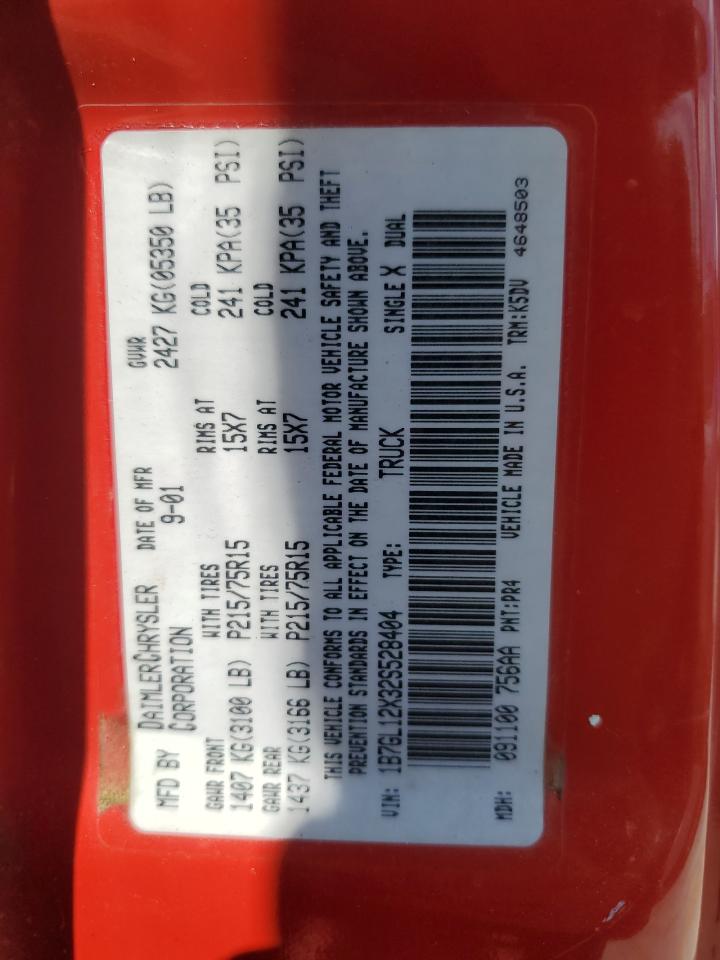 MFD BY DAIMLERCHRYSLER CORPORATION DATE OF MFR 9-01 GVWR 2427 KG(05350 LB)
GAWR FRONT WITH TIRES RIMS AT COLD
1407 KG(3100 LB) P215/75R15 15X7 241 KPA(35 PSI)
GAWR REAR WITH TIRES RIMS AT COLD
1437 KG(3166 LB) P215/75R15 15X7 241 KPA(35 PSI)
THIS VEHICLE CONFORMS TO ALL APPLICABLE FEDERAL MOTOR VEHICLE SAFETY AND THEFT
PREVENTION STANDARDS IN EFFECT ON THE DATE OF MANUFACTURE SHOWN ABOVE.
VIN: 1B7GL12X32S528404 TYPE: TRUCK SINGLE X DUAL
MDH: 091100 756AA PNT:PR4 VEHICLE MADE IN U.S.A. TRM:K5DV 4648503